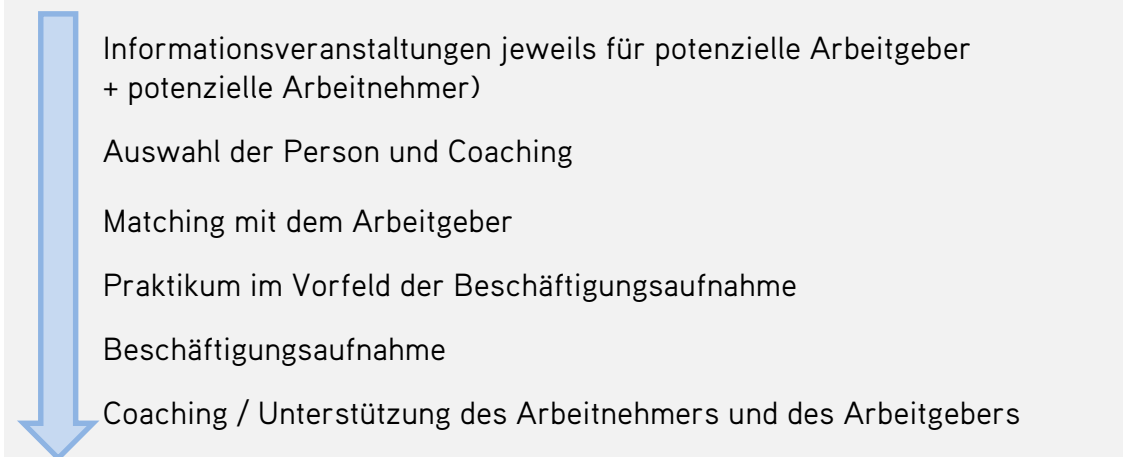 Informationsveranstaltungen jeweils für potenzielle Arbeitgeber
+ potenzielle Arbeitnehmer)
Auswahl der Person und Coaching
Matching mit dem Arbeitgeber
Praktikum im Vorfeld der Beschäftigungsaufnahme
Beschäftigungsaufnahme
Coaching / Unterstützung des Arbeitnehmers und des Arbeitgebers